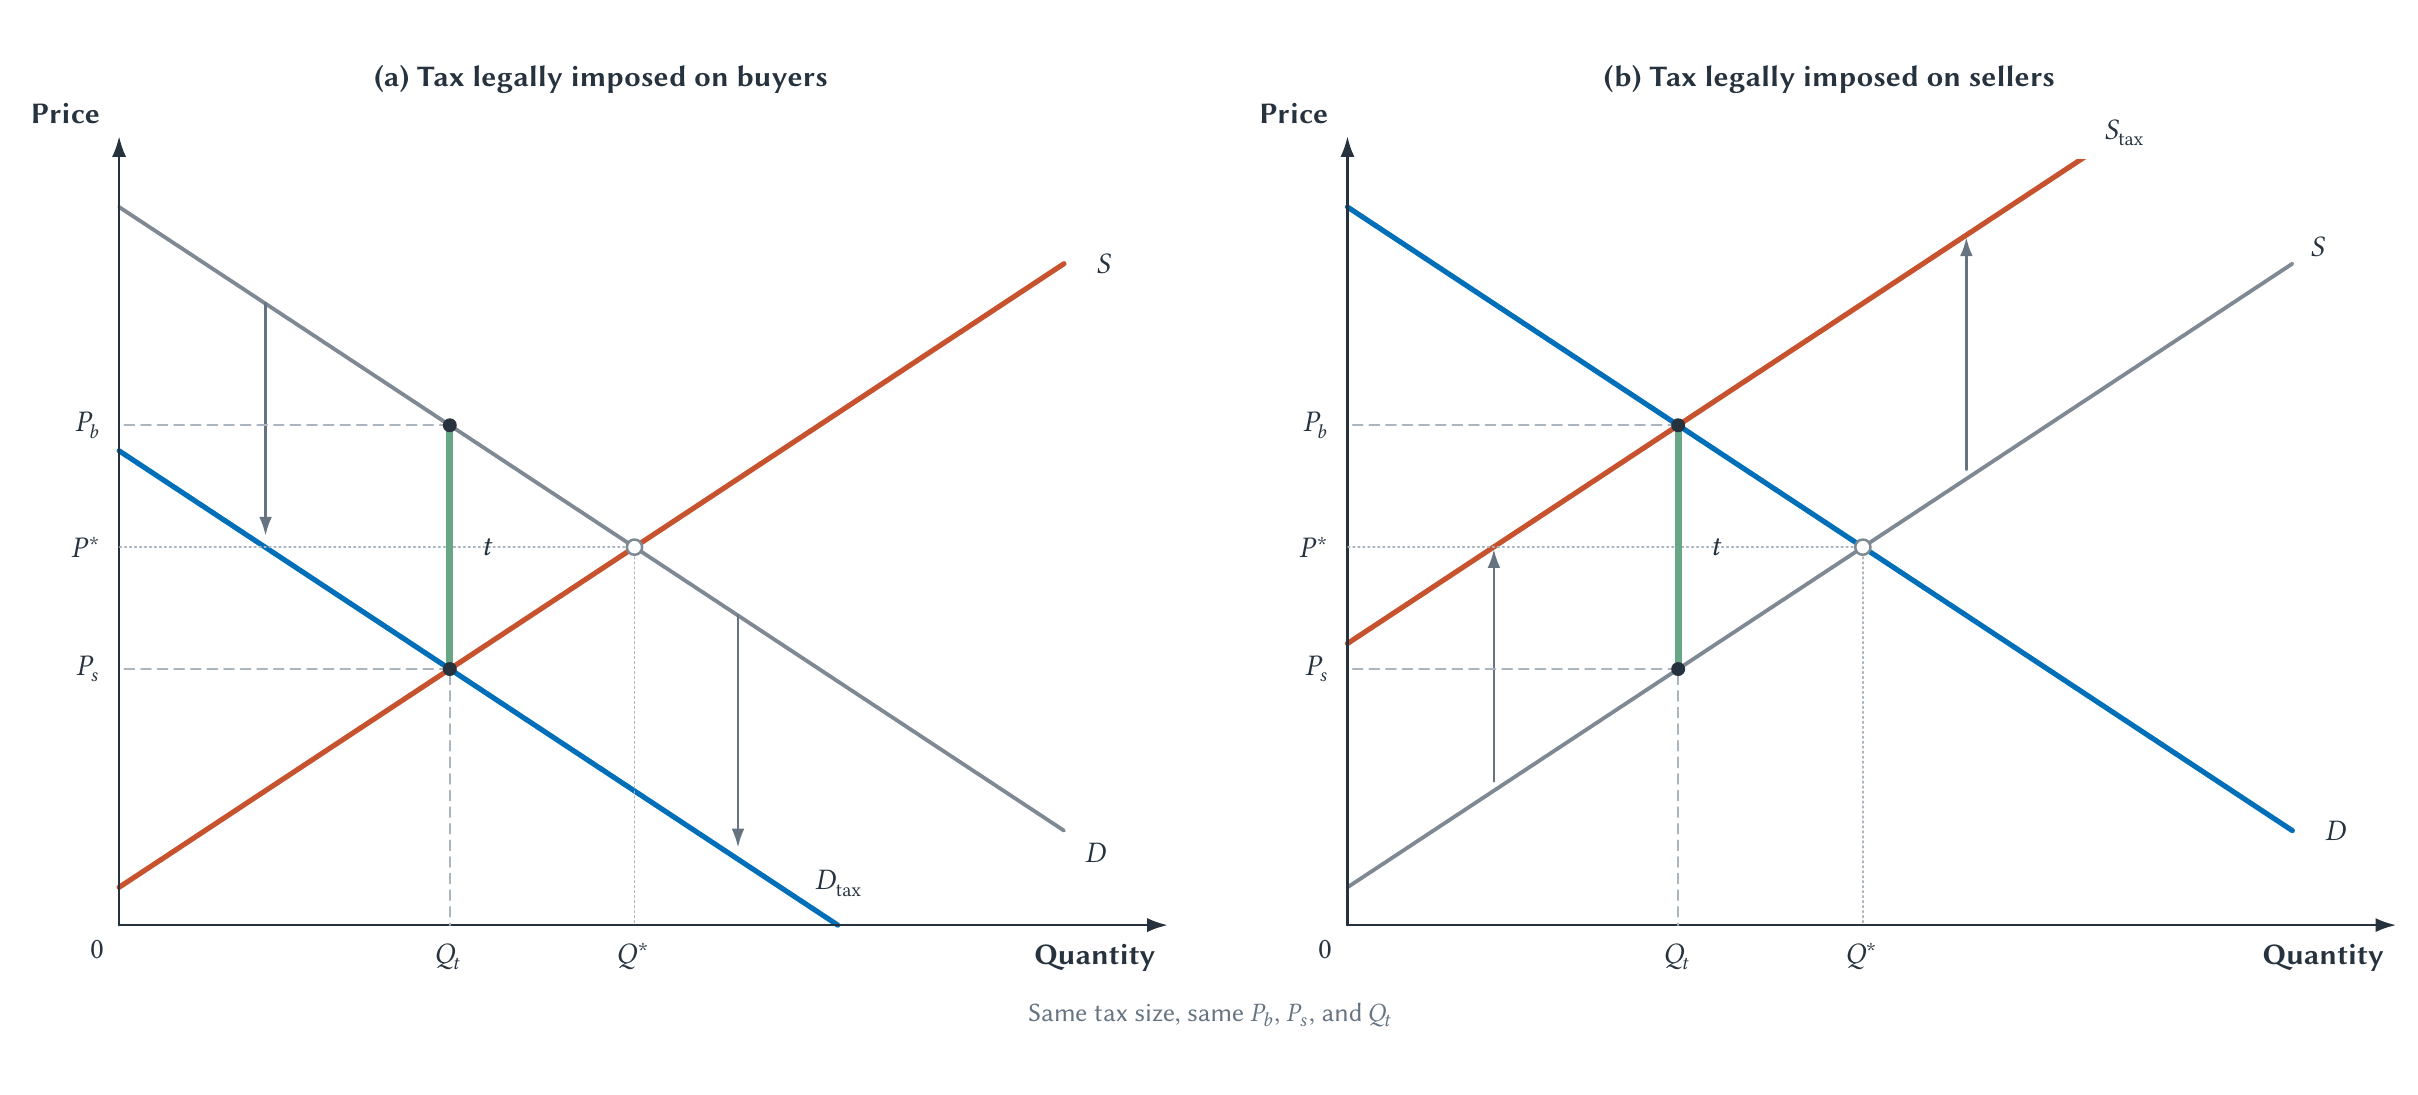 (a) Tax legally imposed on buyers
Price
S
P_b
P*
t
P_s
D
D_tax
0
Q_t
Q*
Quantity
(b) Tax legally imposed on sellers
Price
S_tax
S
P_b
P*
t
P_s
D
0
Q_t
Q*
Quantity
Same tax size, same P_b, P_s, and Q_t